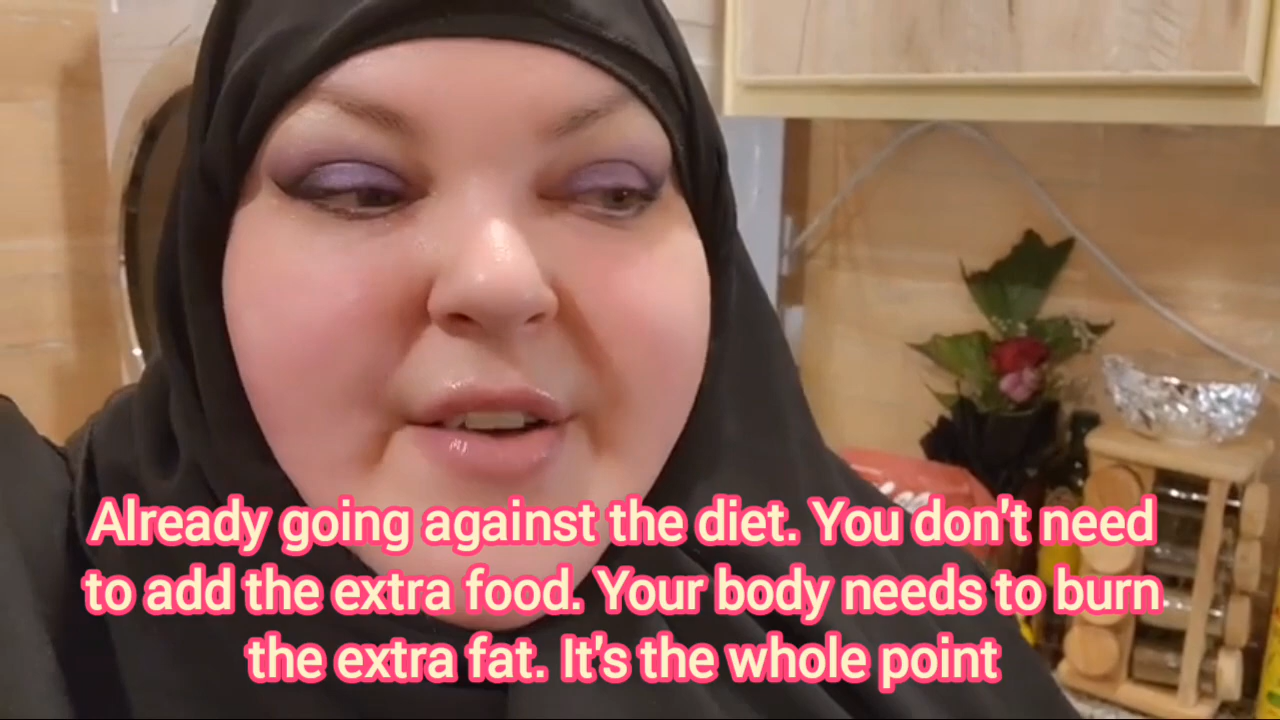 Already going against the diet. You don't need
to add the extra food. Your body needs to burn
the extra fat. It's the whole point